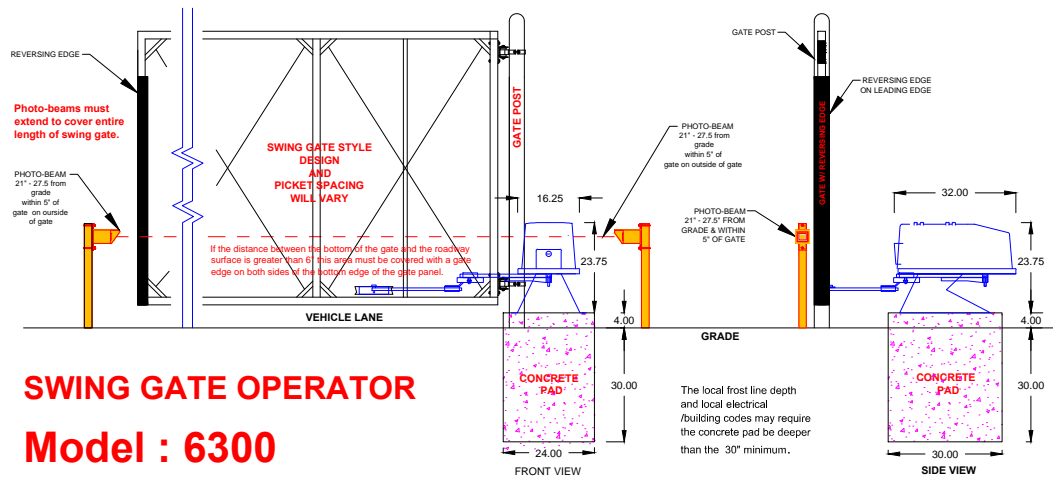 REVERSING EDGE
Photo-beams must
extend to cover entire
length of swing gate.
PHOTO-BEAM
21" - 27.5 from
grade
within 5" of
gate on ourside
of gate
SWING GATE STYLE
DESIGN
AND
PICKET SPACING
WILL VARY
If the distance between the bottom of the gate and the roadway
surface is greater than 6" this area must be covered with a gate
edge on both sides of the bottom edge of the gate panel.
VEHICLE LANE
GATE POST
16.25
23.75
4.00
30.00
CONCRETE
PAD
24.00
FRONT VIEW
PHOTO-BEAM
21" - 27.5 from
grade
within 5" of
gate on outside of gate
GRADE
The local frost line depth
and local electrical
/building codes may require
the concrete pad be deeper
than the 30" minimum.
GATE POST
REVERSING EDGE
ON LEADING EDGE
GATE W/ REVERSING EDGE
PHOTO-BEAM
21" - 27.5" FROM
GRADE & WITHIN
5" OF GATE
32.00
23.75
4.00
30.00
CONCRETE
PAD
30.00
SIDE VIEW
SWING GATE OPERATOR
Model : 6300